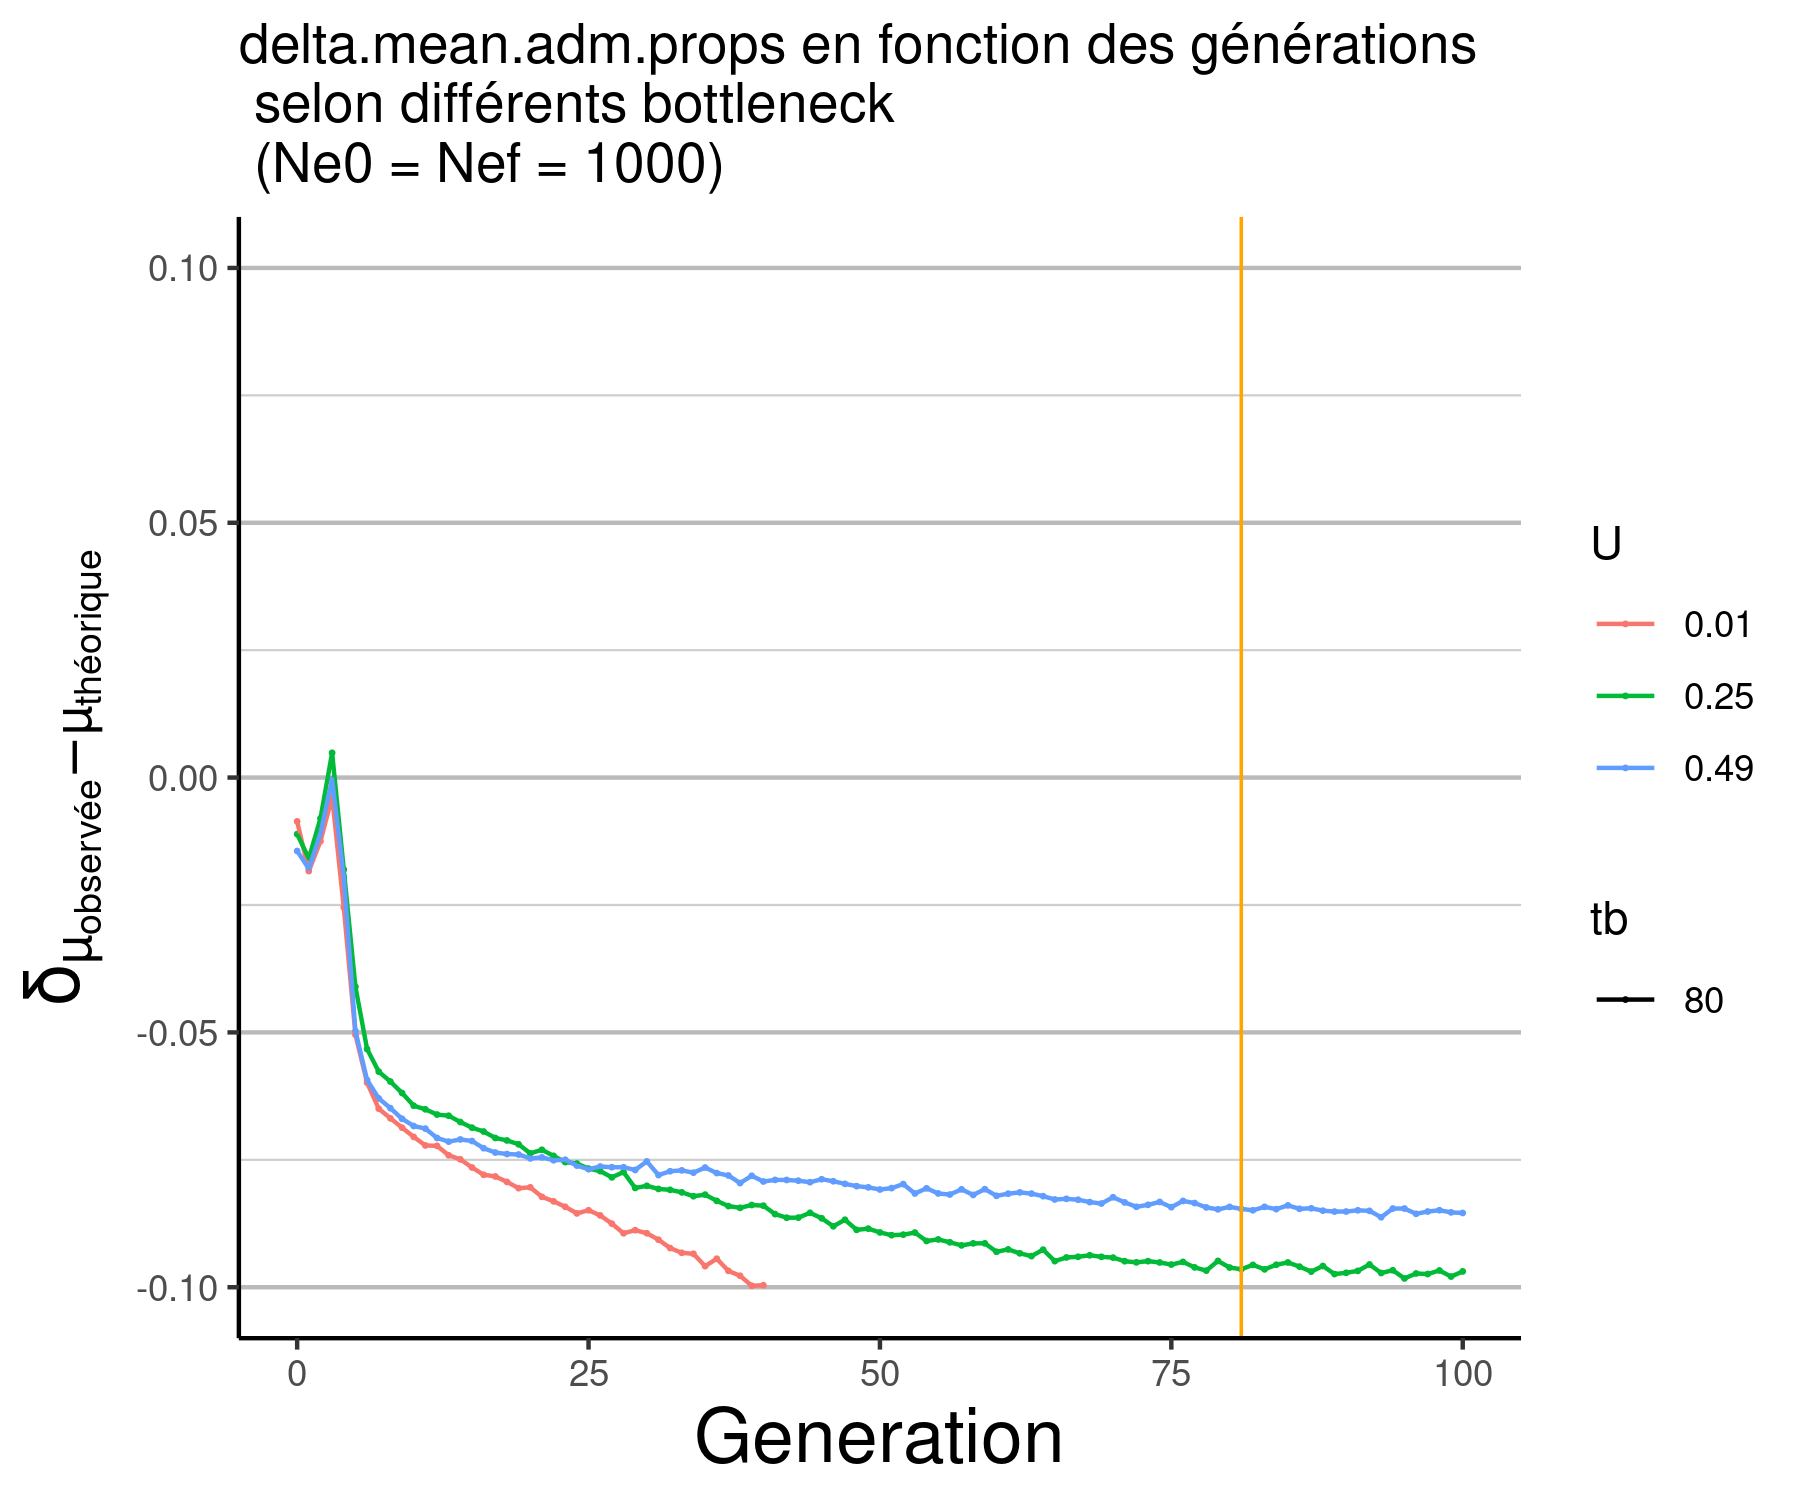 delta.mean.adm.props en fonction des générations
selon différents bottleneck
(Ne0 = Nef = 1000)
0.10
0.05
0.00
-0.05
-0.10
δμobservée−μthéorique
0
25
50
75
100
Generation
U
0.01
0.25
0.49
tb
80